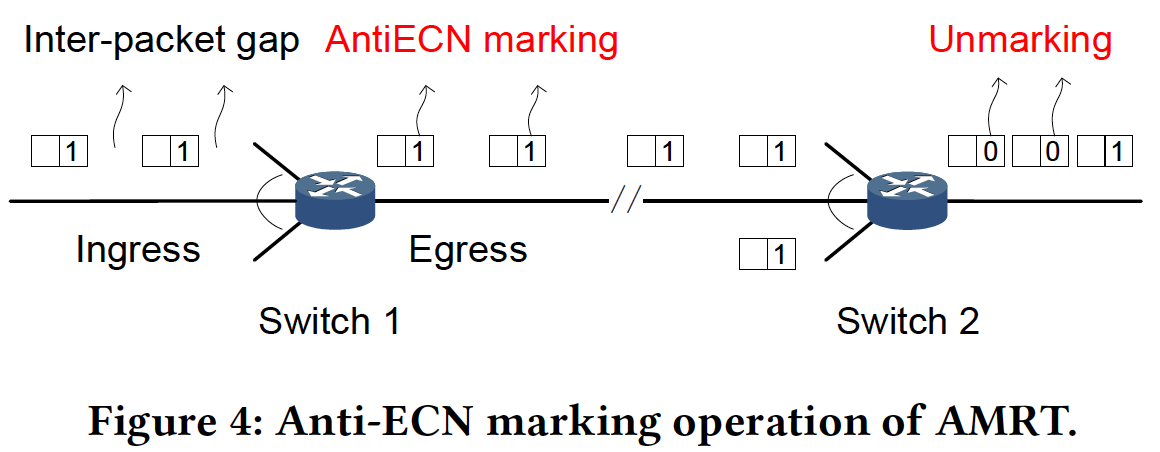 Inter-packet gap AntiECN marking Unmarking
1 1 1 1 1 1 0 0 1
Ingress Egress 1
Switch 1 Switch 2
Figure 4: Anti-ECN marking operation of AMRT.